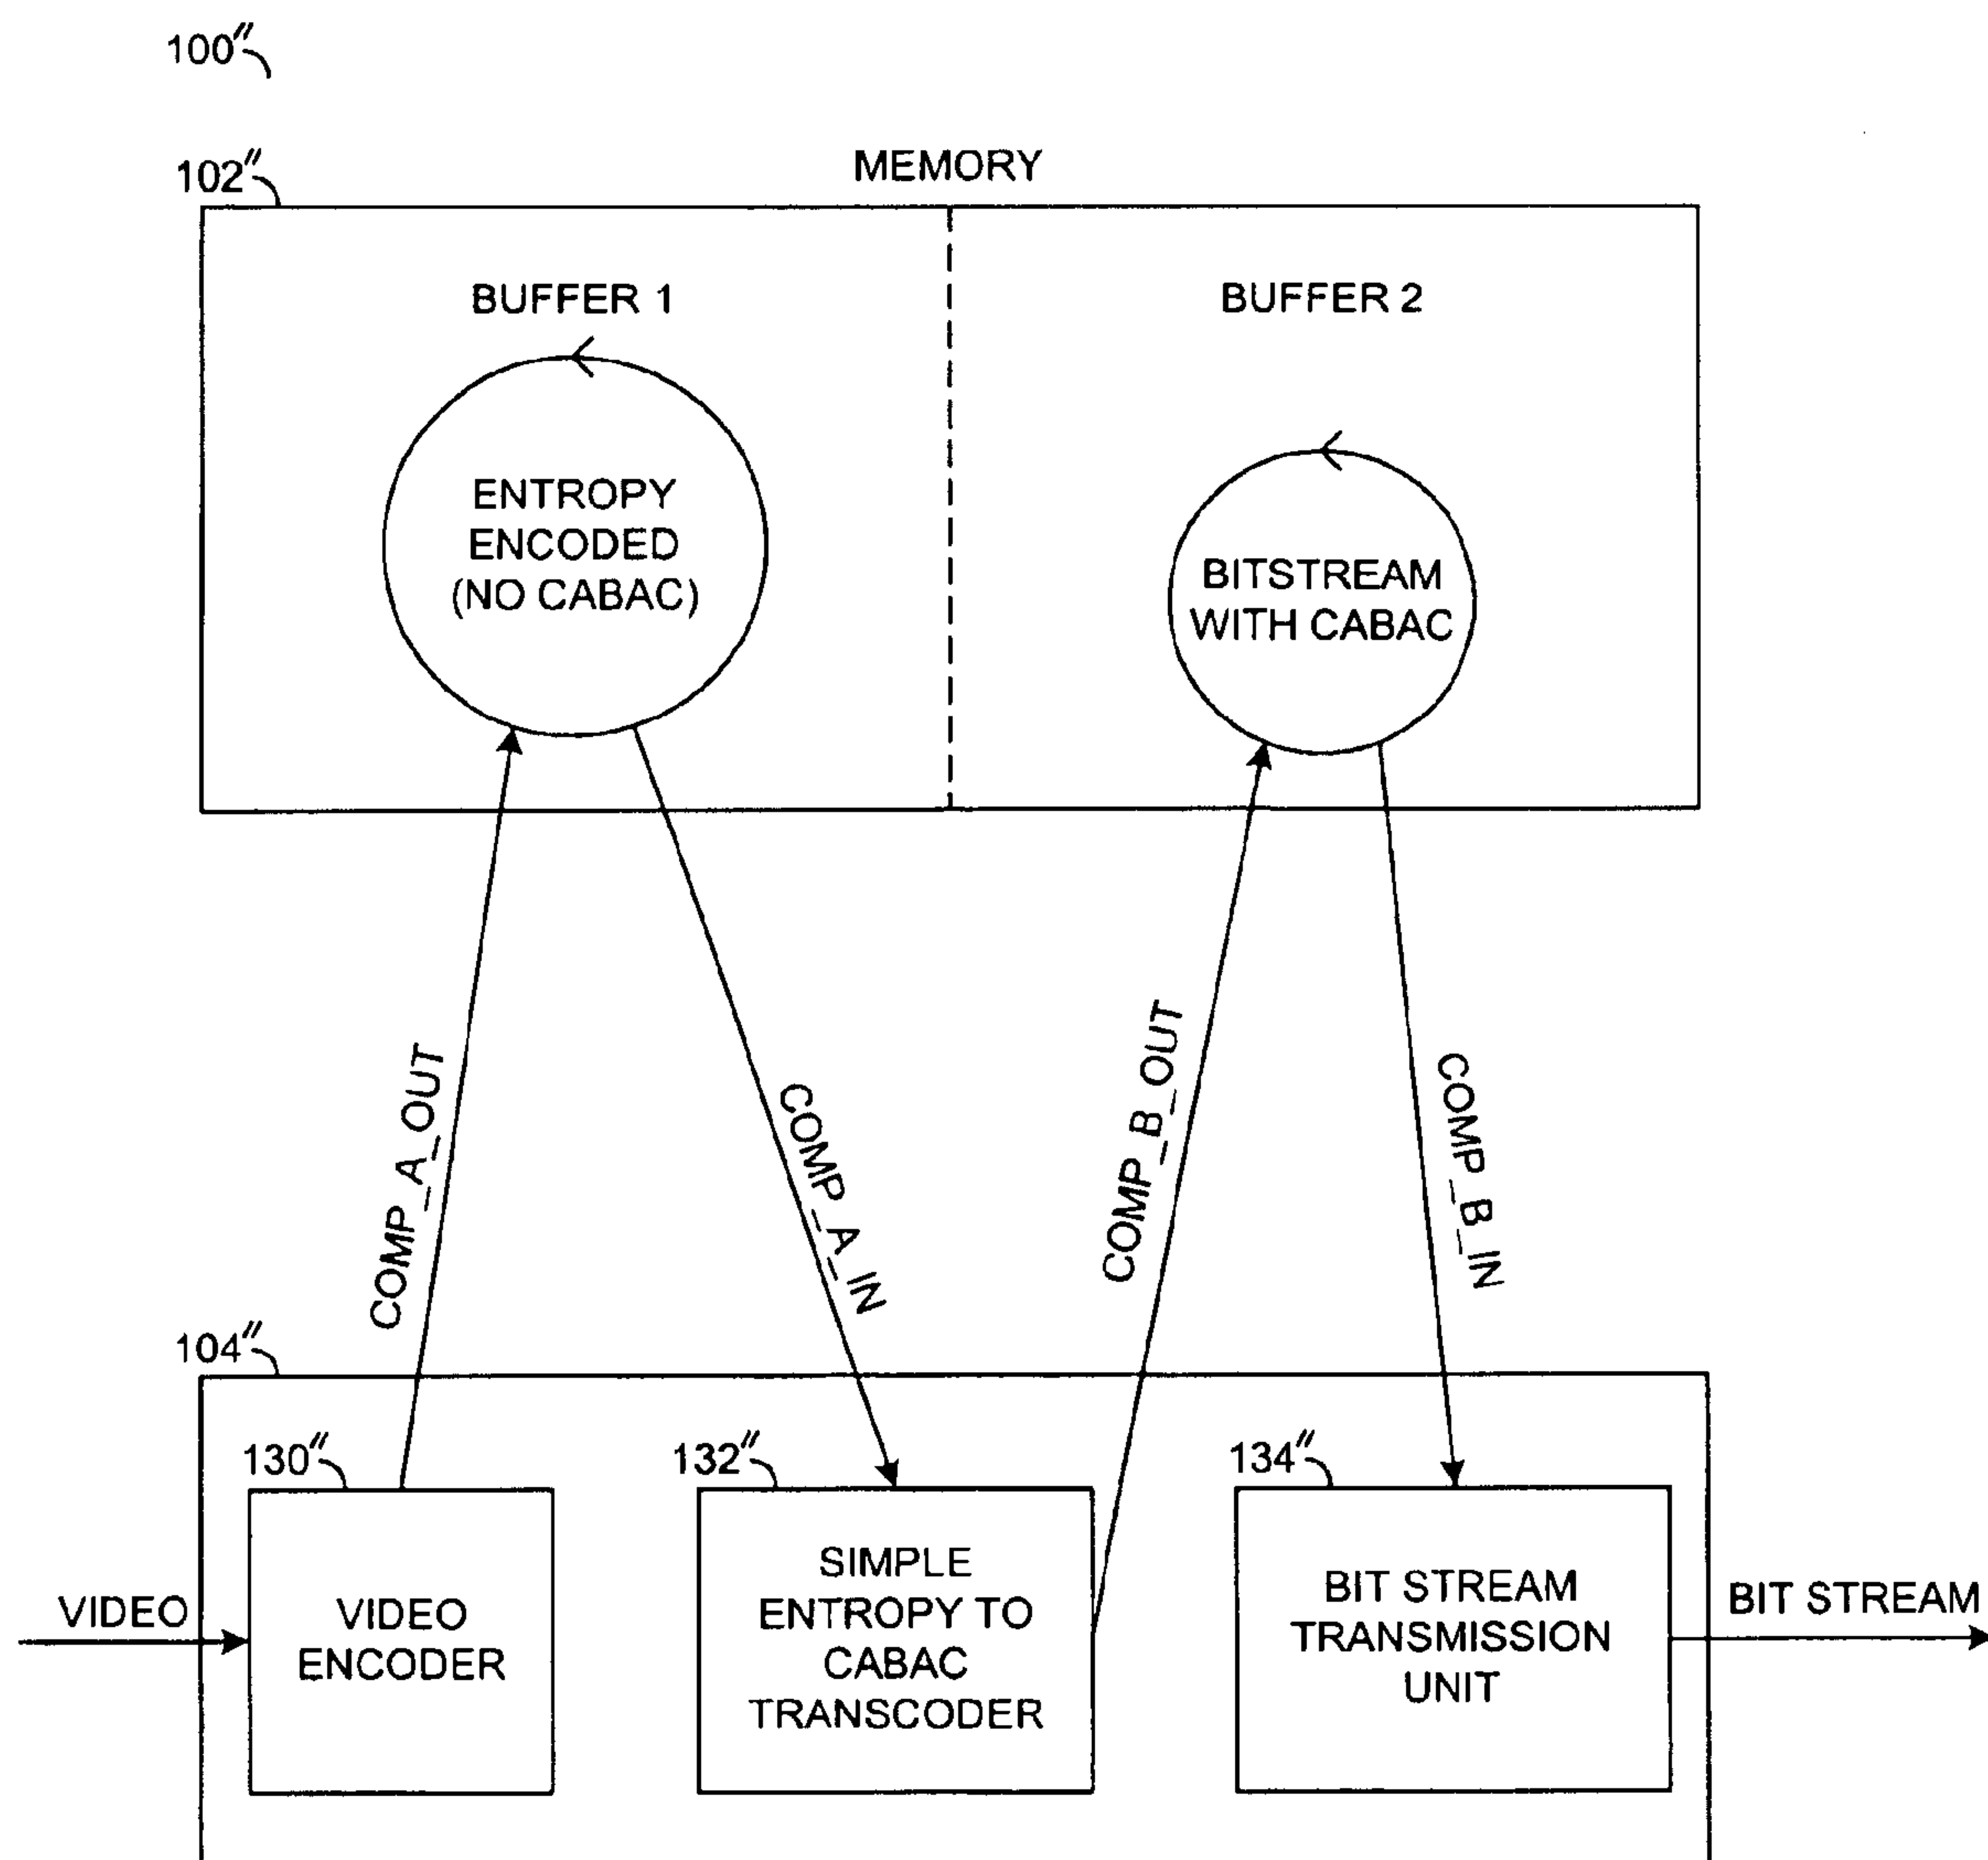 100"
102"
MEMORY
BUFFER 1
BUFFER 2
ENTROPY
ENCODED
(NO CABAC)
BITSTREAM
WITH CABAC
COMP_A_OUT
COMP_A_IN
COMP_B_OUT
COMP_B_IN
104"
130"
132"
134"
VIDEO
VIDEO
ENCODER
SIMPLE
ENTROPY TO
CABAC
TRANSCODER
BIT STREAM
TRANSMISSION
UNIT
BIT STREAM